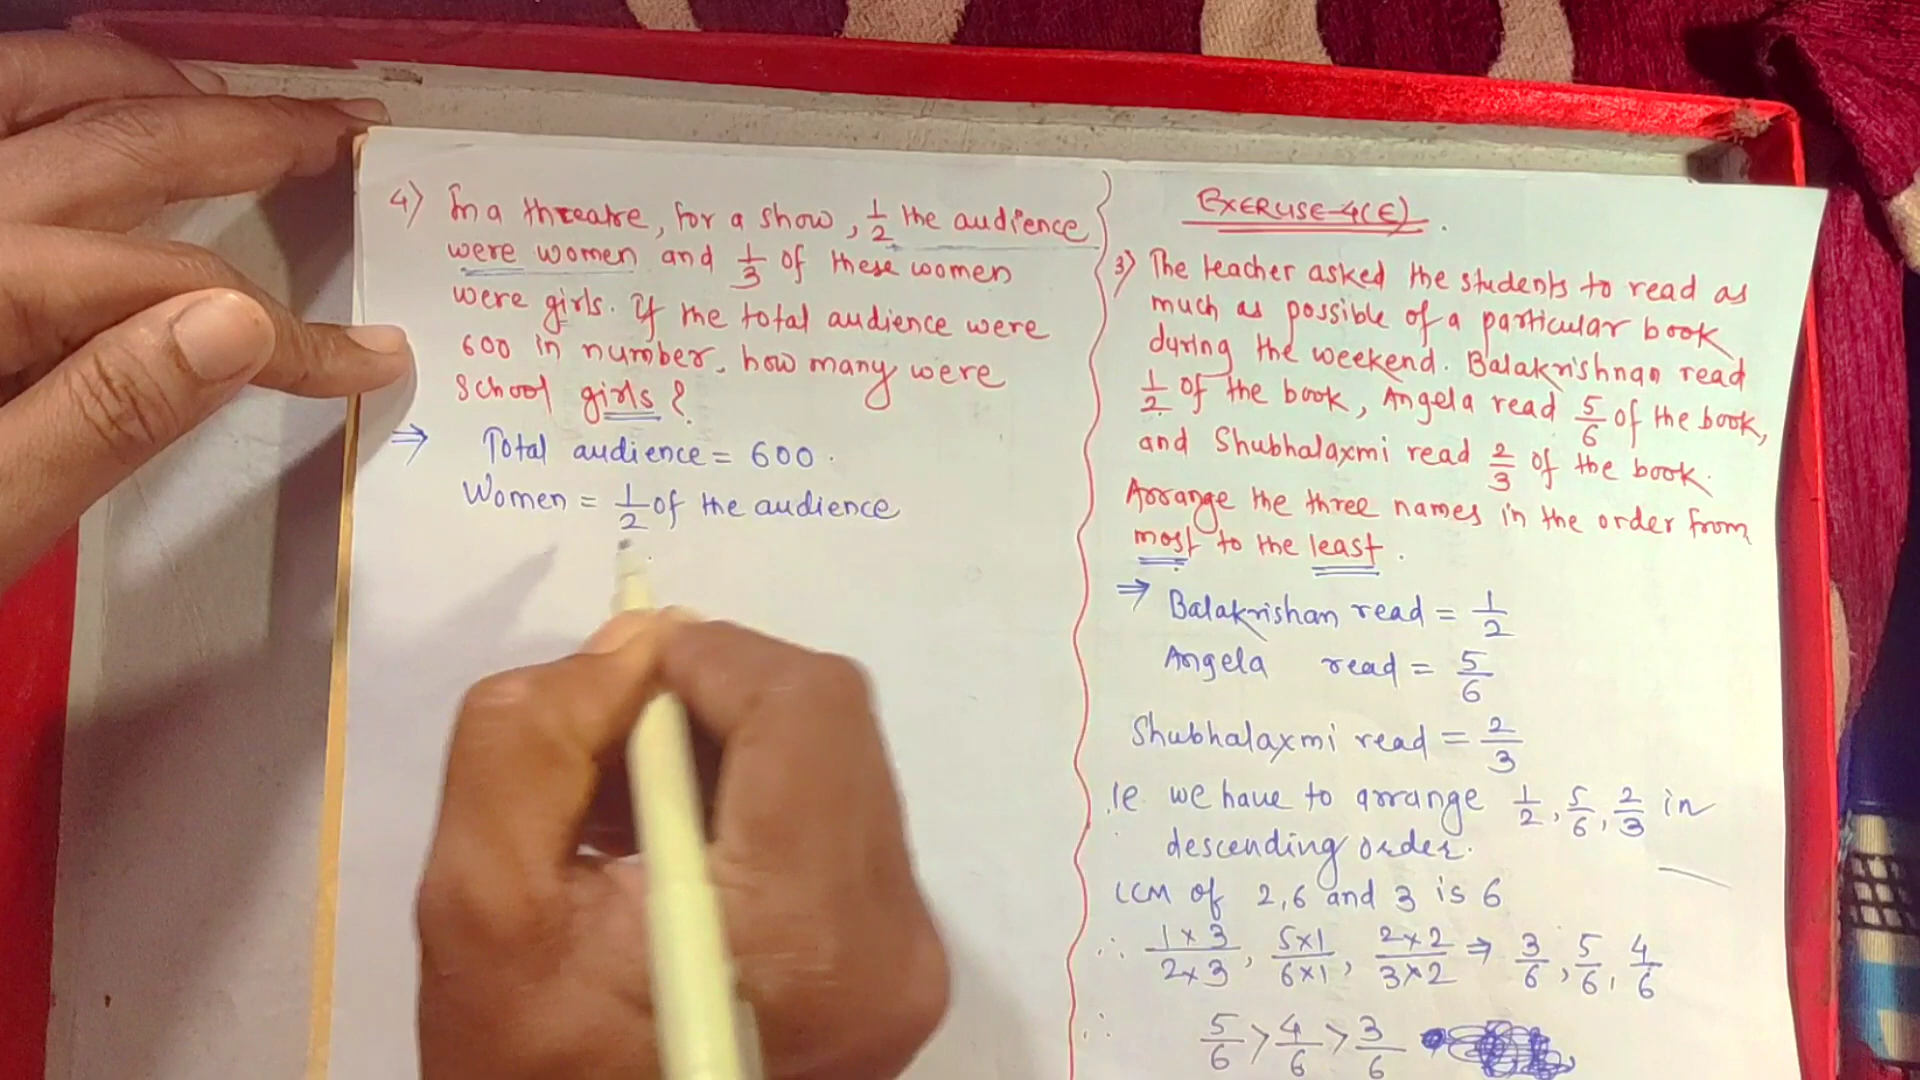 4) In a threatre, for a show, 1/2 the audience
were women and 1/3 of these women
were girls. If the total audience were
600 in number, how many were
School girls?
⇒ Total audience = 600.
Women = 1/2 of the audience
EXERCISE-4(E).
3) The teacher asked the students to read as
much as possible of a particular book
during the weekend. Balakrishnan read
1/2 of the book, Angela read 5/6 of the book,
and Shubhalaxmi read 2/3 of the book.
Arrange the three names in the order from
most to the least.
⇒ Balakrishan read = 1/2
Angela read = 5/6
Shubhalaxmi read = 2/3
ie we have to arrange 1/2, 5/6, 2/3 in
descending order.
LCM of 2,6 and 3 is 6
∴ 1×3/2×3, 5×1/6×1, 2×2/3×2 ⇒ 3/6, 5/6, 4/6
∴ 5/6 > 4/6 > 3/6